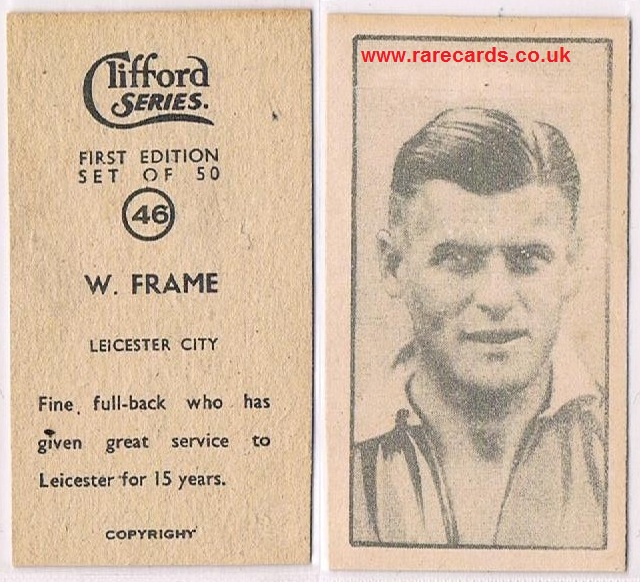 Clifford
SERIES.
FIRST EDITION
SET OF 50
46
W. FRAME
LEICESTER CITY
Fine full-back who has
given great service to
Leicester for 15 years.
COPYRIGHT
www.rarecards.co.uk